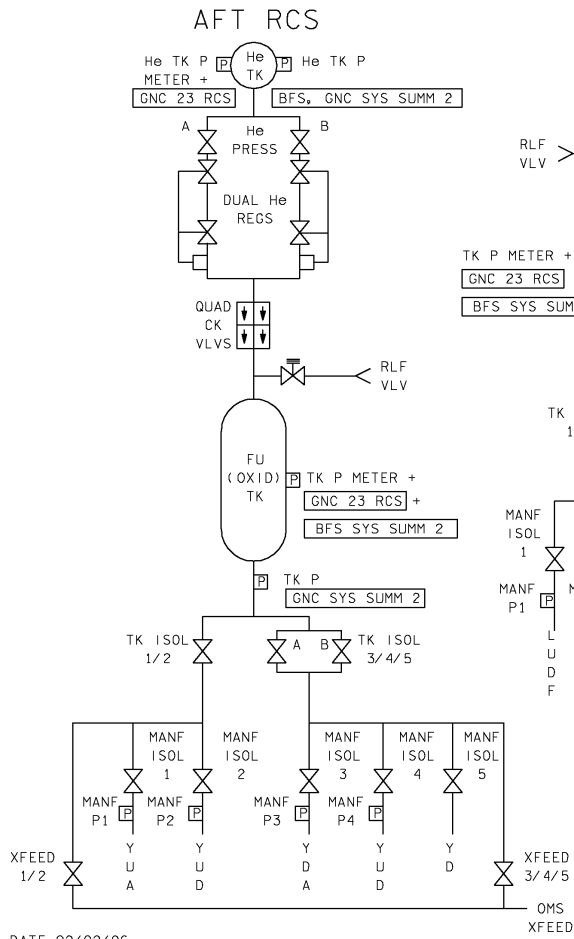 AFT RCS
He TK P METER +
GNC 23 RCS
He TK
P
P
He TK P
BFS, GNC SYS SUMM 2
A
B
He PRESS
DUAL He REGS
QUAD CK VLVS
RLF VLV
FU (OXID) TK
P
TK P METER +
GNC 23 RCS +
BFS SYS SUMM 2
P
TK P
GNC SYS SUMM 2
TK ISOL 1/2
A
B
TK ISOL 3/4/5
MANF ISOL 1
MANF ISOL 2
MANF ISOL 3
MANF ISOL 4
MANF ISOL 5
MANF P1
P
MANF P2
P
MANF P3
P
MANF P4
P
Y U A
Y U D
Y D A
Y U D
Y D
XFEED 1/2
XFEED 3/4/5
OMS XFEED
RLF VLV
TK P METER +
GNC 23 RCS
BFS SYS SUM
TK
1
MANF ISOL 1
MANF P1
P
L U D F